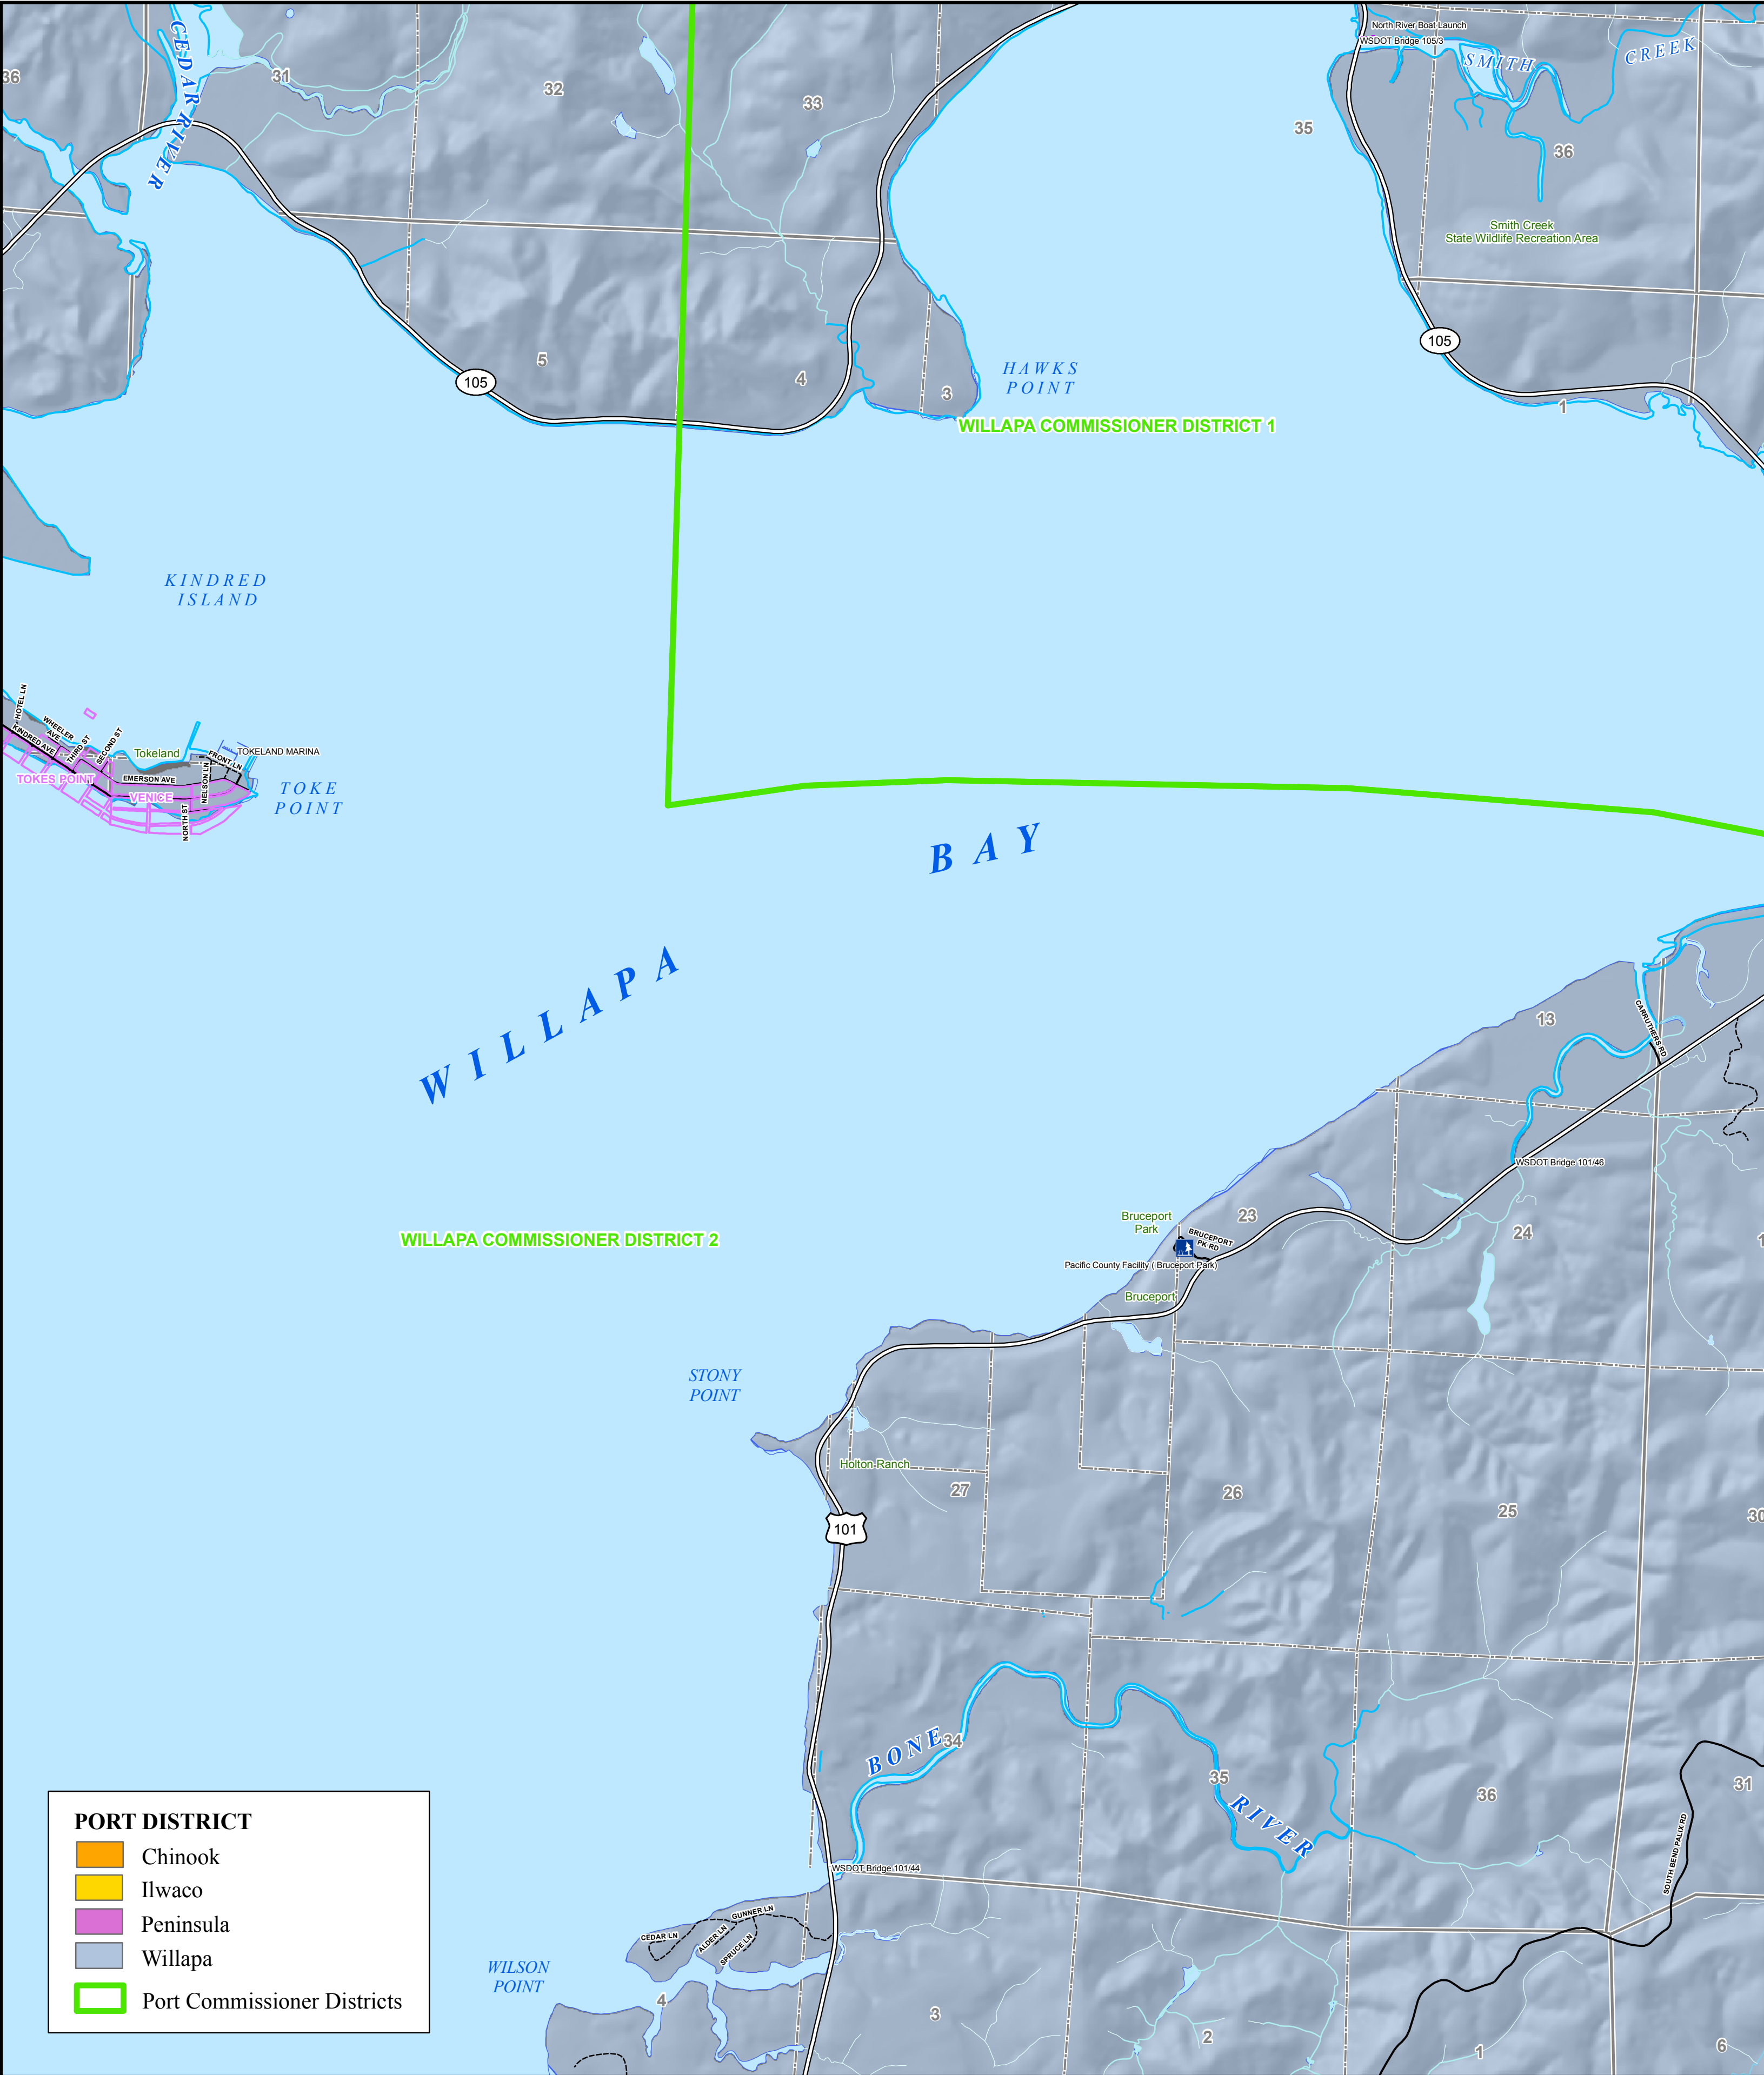 North River Boat Launch
WSDOT Bridge 105/3
SMITH
CREEK
CEDAR RIVER
36
31
32
33
35
36
Smith Creek
State Wildlife Recreation Area
105
105
5
4
3
1
HAWKS
POINT
WILLAPA COMMISSIONER DISTRICT 1
KINDRED
ISLAND
HOTEL LN
WHEELER
AVE
KINDRED AVE
THIRD ST
SECOND ST
Tokeland
TOKELAND MARINA
FRONT LN
TOKES POINT
EMERSON AVE
NELSON LN
VENICE
NORTH ST
TOKE
POINT
BAY
WILLAPA
13
CARRUTHERS RD
WSDOT Bridge 101/46
Bruceport
Park
23
BRUCEPORT
PK RD
24
Pacific County Facility ( Bruceport Park)
Bruceport
WILLAPA COMMISSIONER DISTRICT 2
STONY
POINT
Holton Ranch
27
26
25
30
101
BONE
34
35
RIVER
36
31
SOUTH BEND PALIX RD
WSDOT Bridge 101/44
GUNNER LN
CEDAR LN
ALDER LN
SPRUCE LN
WILSON
POINT
4
3
2
1
6
PORT DISTRICT
Chinook
Ilwaco
Peninsula
Willapa
Port Commissioner Districts